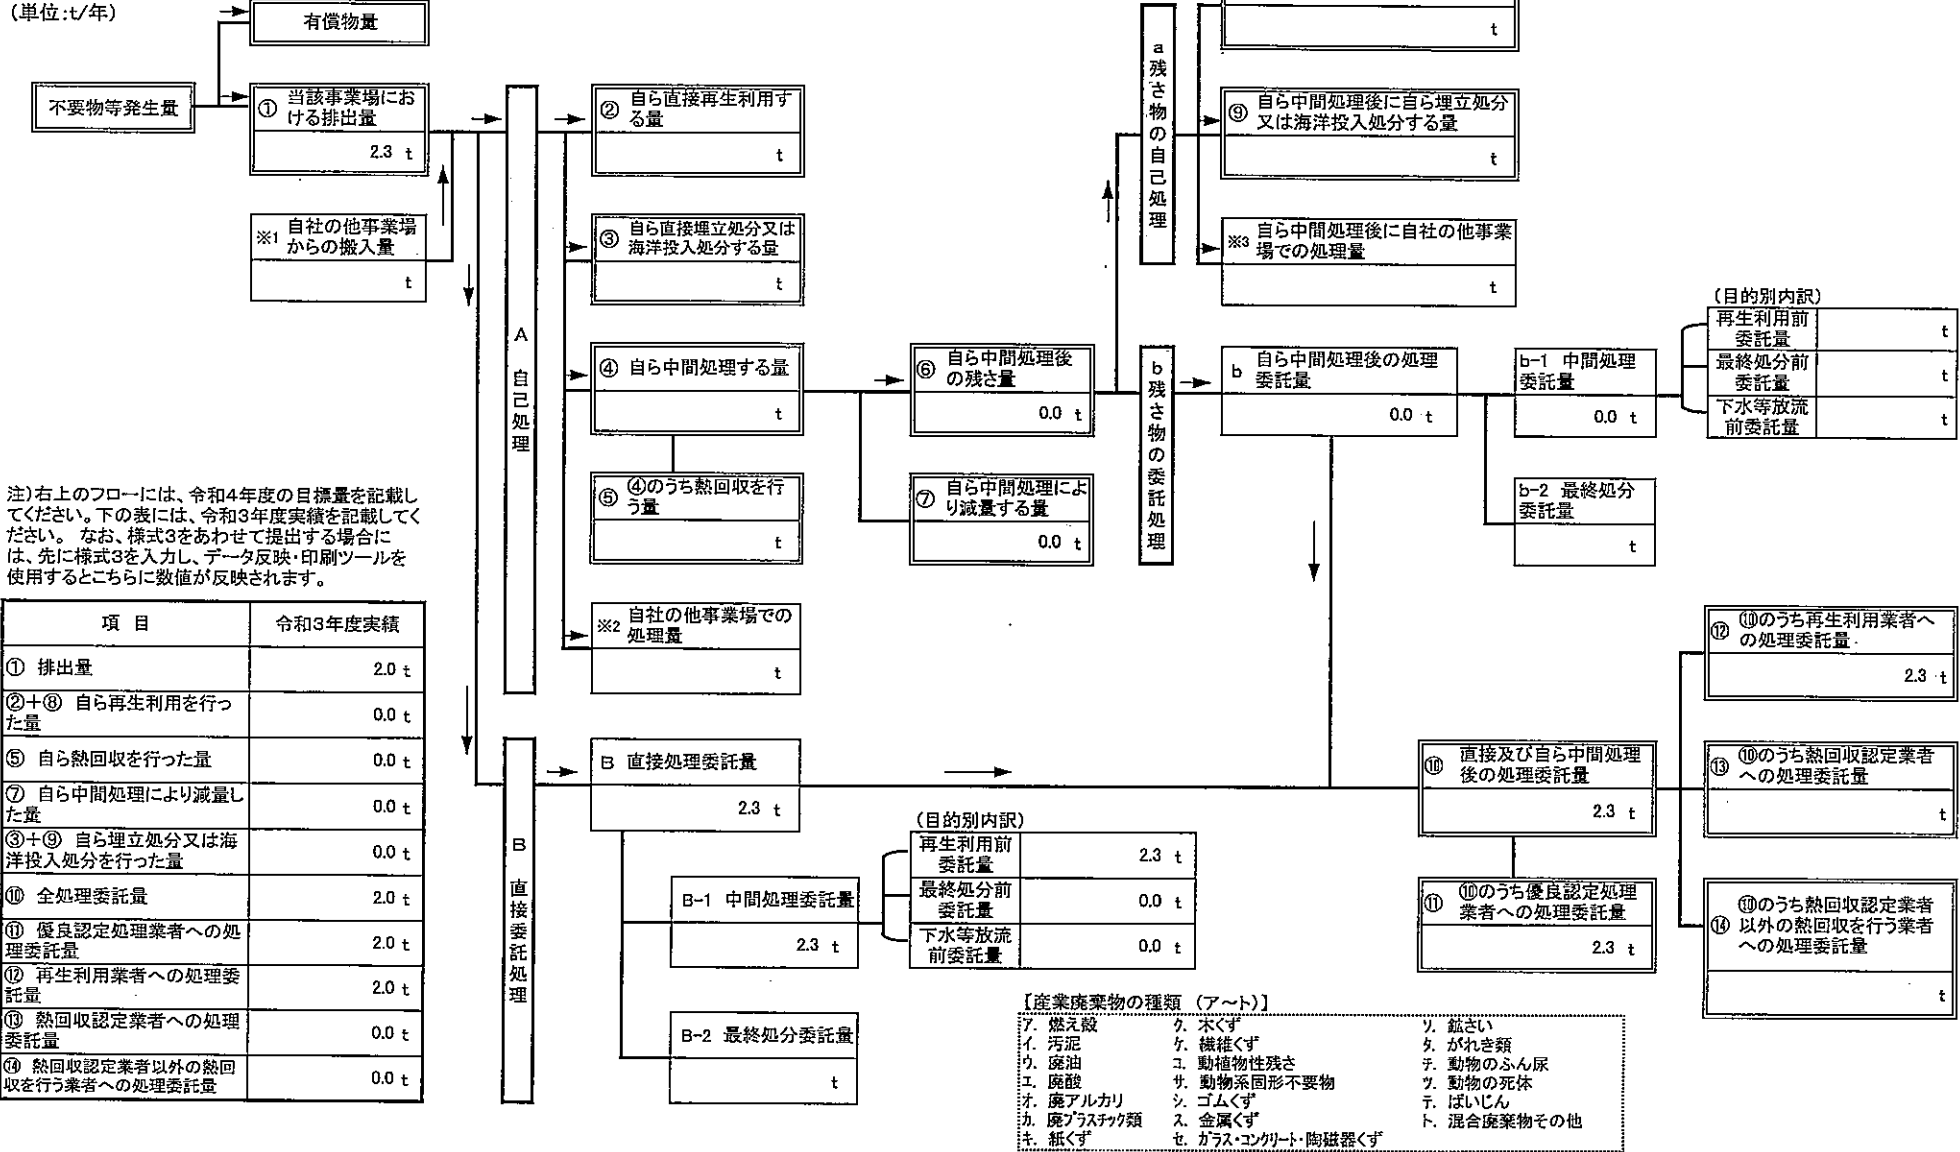 (単位:t/年)
有償物量
不要物等発生量
① 当該事業場にお
ける排出量
2.3 t
※1 自社の他事業場
からの搬入量
t
A 自己処理
② 自ら直接再生利用す
る量
t
③ 自ら直接埋立処分又は
海洋投入処分する量
t
④ 自ら中間処理する量
t
⑤ ④のうち熱回収を行
う量
t
※2 自社の他事業場での
処理量
t
⑥ 自ら中間処理後
の残さ量
0.0 t
⑦ 自ら中間処理によ
り減量する量
0.0 t
a 残さ物の自己処理
t
⑨ 自ら中間処理後に自ら埋立処分
又は海洋投入処分する量
t
※3 自ら中間処理後に自社の他事業
場での処理量
t
b 残さ物の委託処理
b 自ら中間処理後の処理
委託量
0.0 t
b-1 中間処理
委託量
0.0 t
(目的別内訳)
再生利用前
委託量
t
最終処分前
委託量
t
下水等放流
前委託量
t
b-2 最終処分
委託量
t
注)右上のフローには、令和4年度の目標量を記載し
てください。下の表には、令和3年度実績を記載してく
ださい。 なお、様式3をあわせて提出する場合に
は、先に様式3を入力し、データ反映・印刷ツールを
使用するとこちらに数値が反映されます。
項 目 令和3年度実績
① 排出量 2.0 t
②+⑧ 自ら再生利用を行っ
た量 0.0 t
⑤ 自ら熱回収を行った量 0.0 t
⑦ 自ら中間処理により減量し
た量 0.0 t
③+⑨ 自ら埋立処分又は海
洋投入処分を行った量 0.0 t
⑩ 全処理委託量 2.0 t
⑪ 優良認定処理業者への処
理委託量 2.0 t
⑫ 再生利用業者への処理委
託量 2.0 t
⑬ 熱回収認定業者への処理
委託量 0.0 t
⑭ 熱回収認定業者以外の熱回
収を行う業者への処理委託量 0.0 t
B 直接委託処理
B 直接処理委託量
2.3 t
B-1 中間処理委託量
2.3 t
(目的別内訳)
再生利用前
委託量
2.3 t
最終処分前
委託量
0.0 t
下水等放流
前委託量
0.0 t
B-2 最終処分委託量
t
⑩ 直接及び自ら中間処理
後の処理委託量
2.3 t
⑪ ⑩のうち優良認定処理
業者への処理委託量
2.3 t
⑫ ⑩のうち再生利用業者へ
の処理委託量
2.3 t
⑬ ⑩のうち熱回収認定業者
への処理委託量
t
⑭ ⑩のうち熱回収認定業者
以外の熱回収を行う業者
への処理委託量
t
【産業廃棄物の種類 (ア～ト)】
ア. 燃え殻
イ. 汚泥
ウ. 廃油
エ. 廃酸
オ. 廃アルカリ
カ. 廃プラスチック類
キ. 紙くず
ク. 木くず
ケ. 繊維くず
コ. 動植物性残さ
サ. 動物系固形不要物
シ. ゴムくず
ス. 金属くず
セ. ガラス・コンクリート・陶磁器くず
ソ. 鉱さい
タ. がれき類
チ. 動物のふん尿
ツ. 動物の死体
テ. ばいじん
ト. 混合廃棄物その他